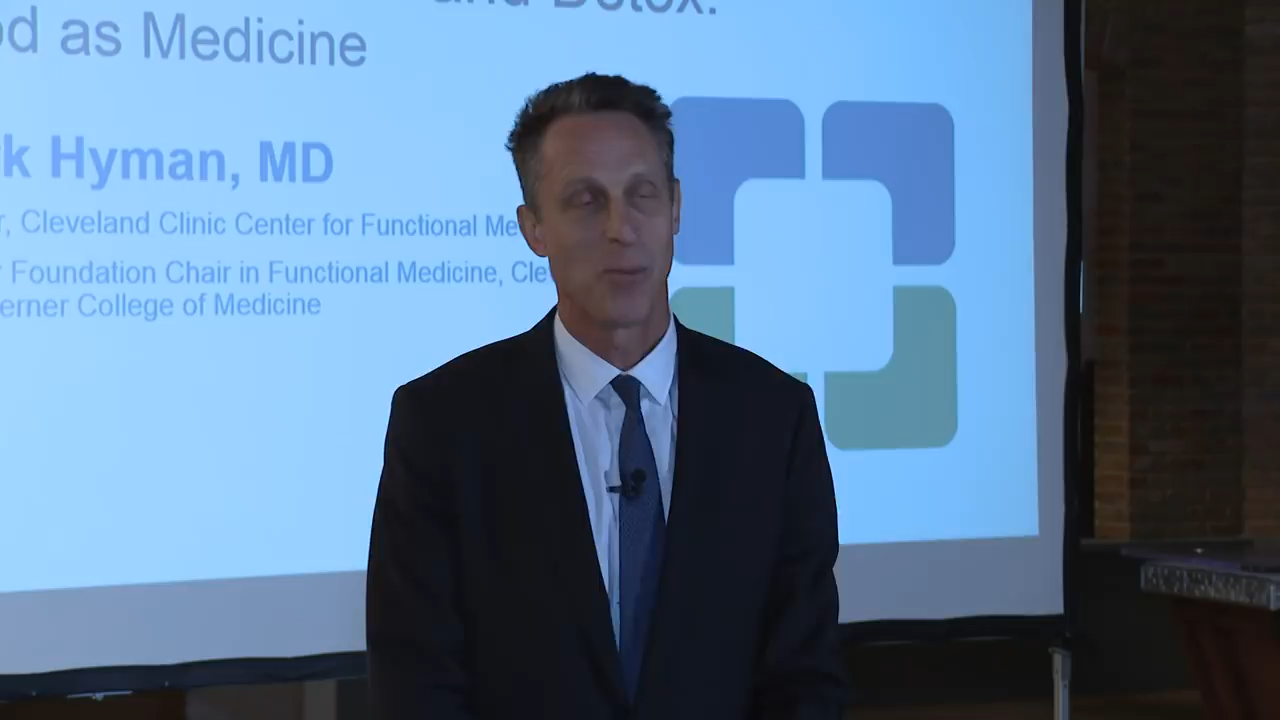 and Detox:
od as Medicine
rk Hyman, MD
r, Cleveland Clinic Center for Functional Me
r Foundation Chair in Functional Medicine, Cle
erner College of Medicine